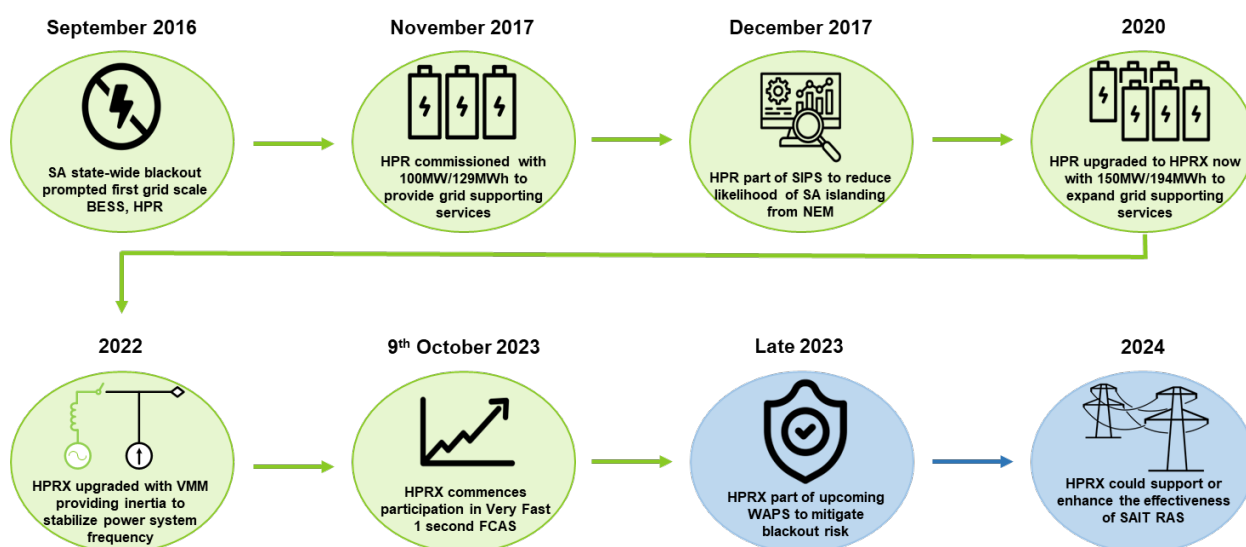 September 2016
SA state-wide blackout
prompted first grid scale
BESS, HPR
November 2017
HPR commissioned with
100MW/129MWh to
provide grid supporting
services
December 2017
HPR part of SIPS to reduce
likelihood of SA islanding
from NEM
2020
HPR upgraded to HPRX now
with 150MW/194MWh to
expand grid supporting
services
2022
HPRX upgraded with VMM
providing inertia to
stabilize power system
frequency
9th October 2023
HPRX commences
participation in Very Fast
1 second FCAS
Late 2023
HPRX part of upcoming
WAPS to mitigate
blackout risk
2024
HPRX could support or
enhance the effectiveness
of SAIT RAS